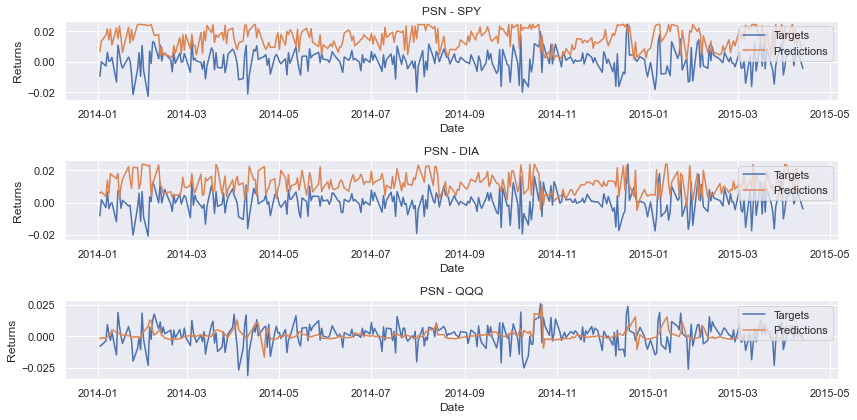 PSN - SPY
Returns
0.02
0.00
−0.02
Targets
Predictions
2014-01 2014-03 2014-05 2014-07 2014-09 2014-11 2015-01 2015-03 2015-05
Date
PSN - DIA
Returns
0.02
0.00
−0.02
Targets
Predictions
2014-01 2014-03 2014-05 2014-07 2014-09 2014-11 2015-01 2015-03 2015-05
Date
PSN - QQQ
Returns
0.025
0.000
−0.025
Targets
Predictions
2014-01 2014-03 2014-05 2014-07 2014-09 2014-11 2015-01 2015-03 2015-05
Date